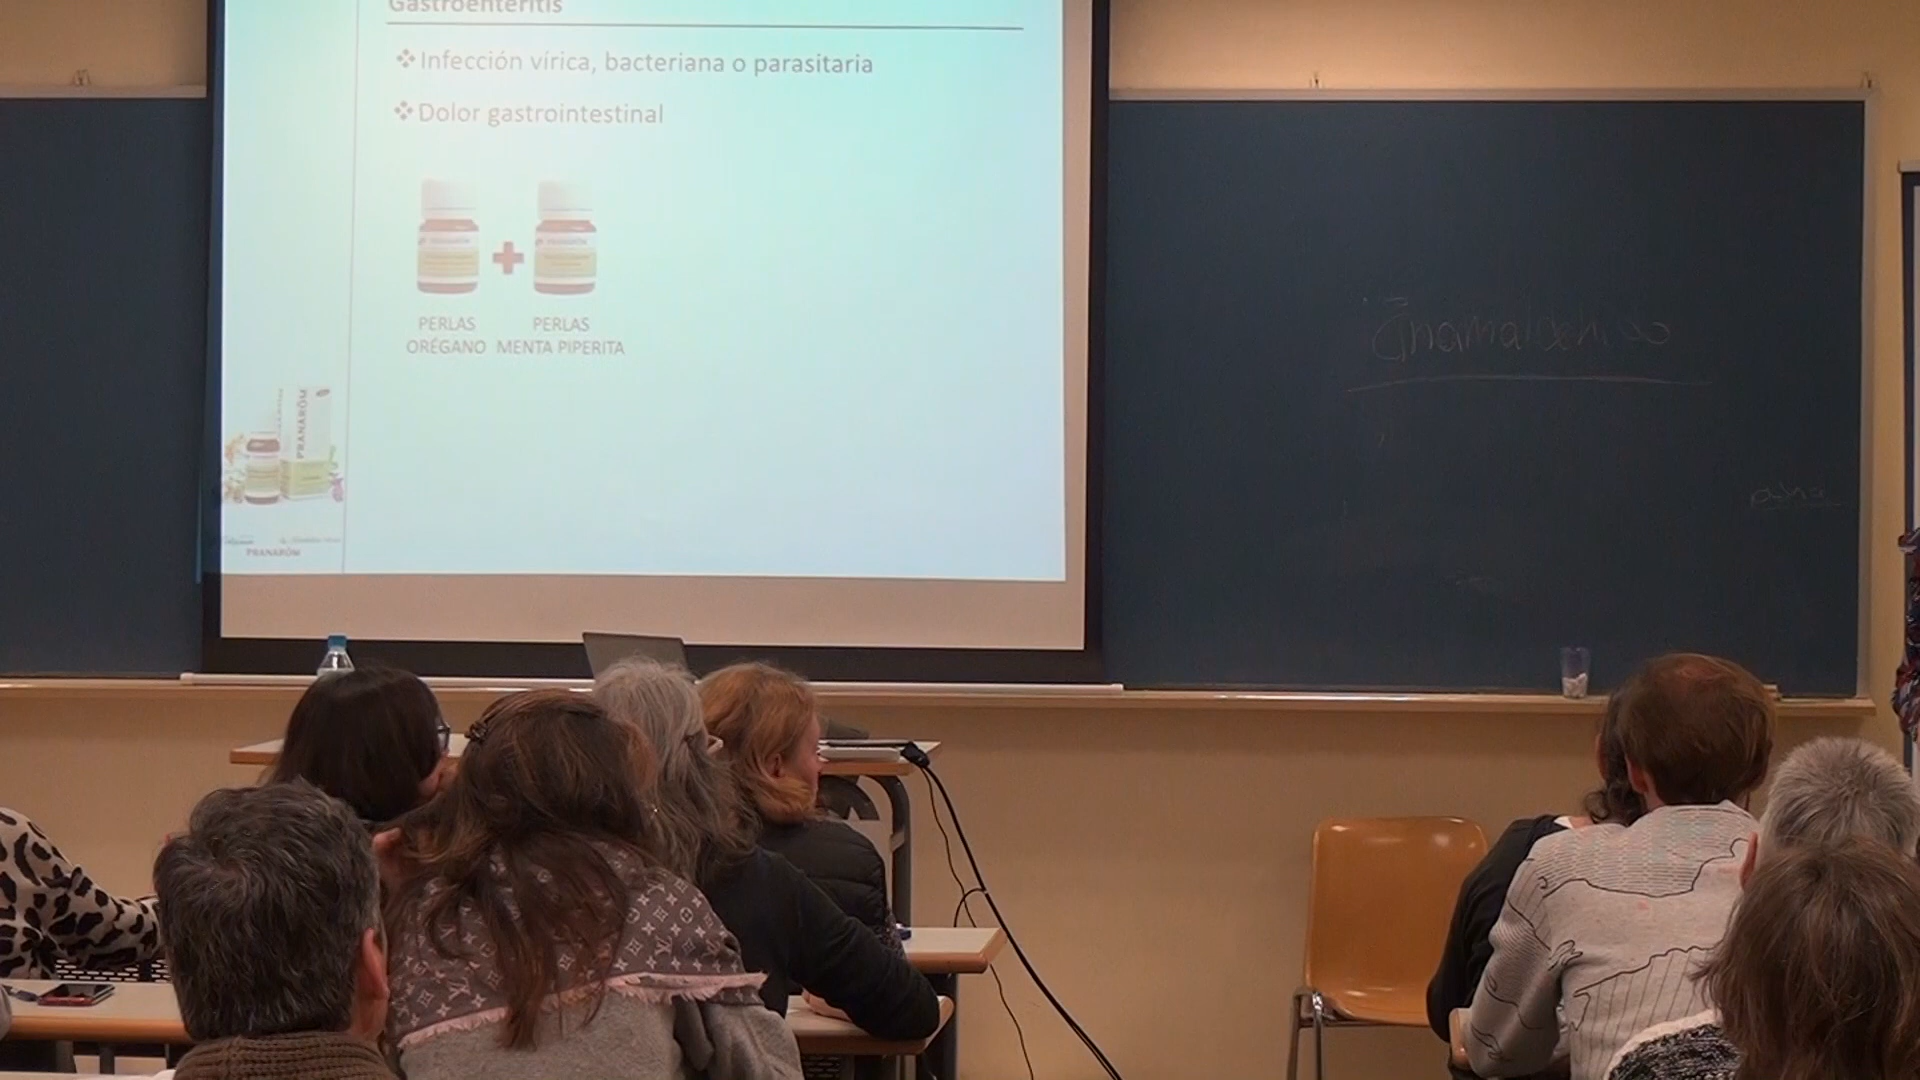 Gastroenteritis
❖ Infección vírica, bacteriana o parasitaria
❖ Dolor gastrointestinal
PERLAS ORÉGANO
PERLAS MENTA PIPERITA
PRANARÔM
PRANARÔM